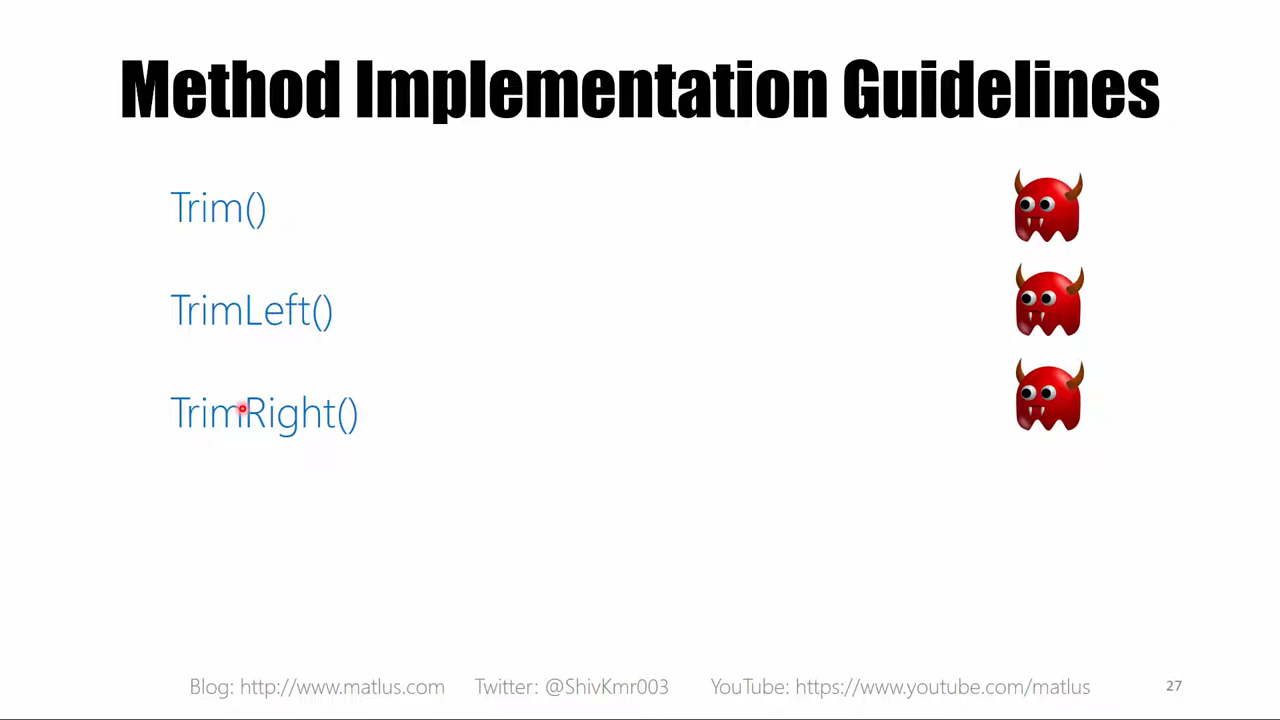 Method Implementation Guidelines
Trim()
TrimLeft()
TrimRight()
Blog: http://www.matlus.com Twitter: @ShivKmr003 YouTube: https://www.youtube.com/matlus 27